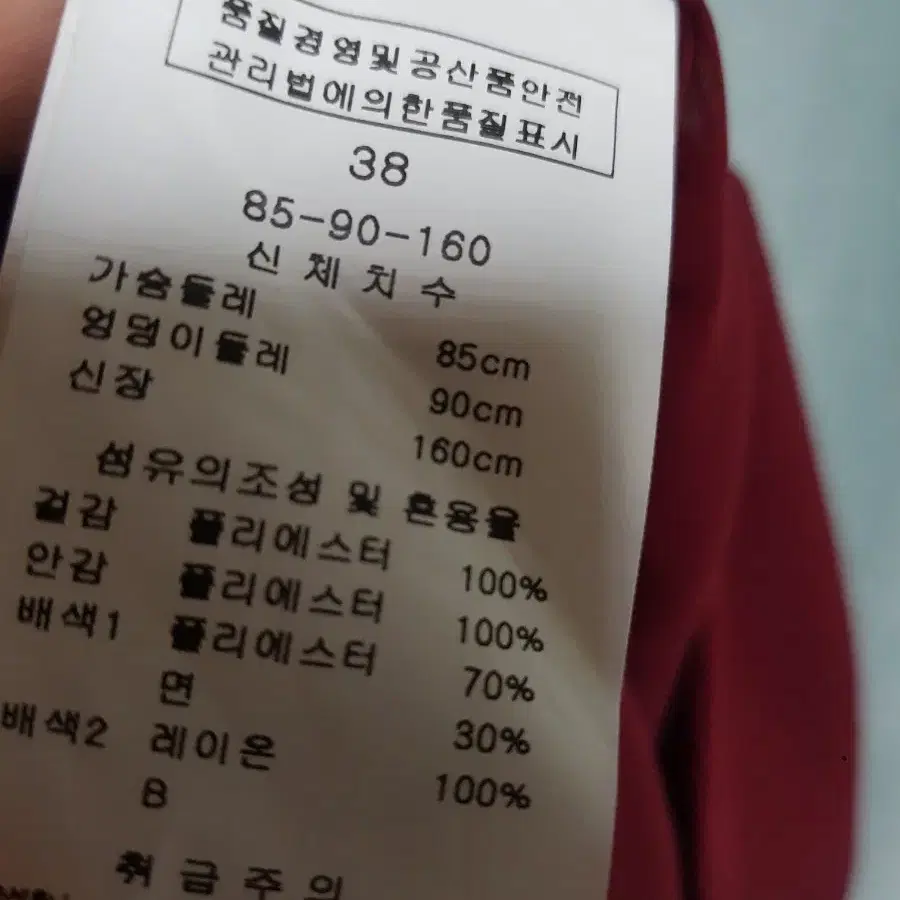 품질경영및공산품안전
관리법에의한품질표시
38
85-90-160
신체치수
가슴둘레 85cm
엉덩이둘레 90cm
신장 160cm
섬유의조성 및 혼용율
겉감 폴리에스터 100%
안감 폴리에스터 100%
배색1 폴리에스터 70%
면 30%
배색2 레이온 100%
B
취급주의